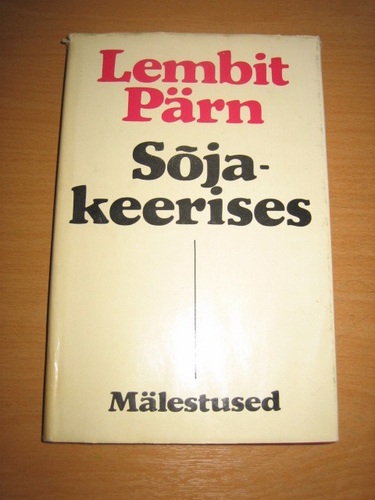 Lembit
Pärn
Sõja-
keerises
Mälestused